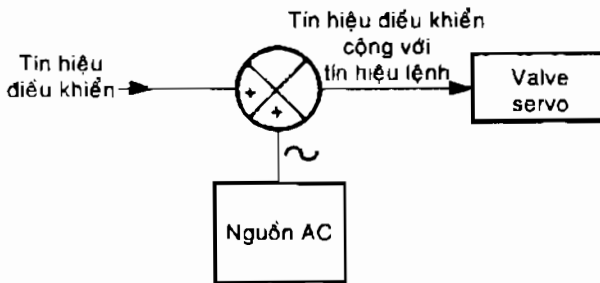 Tín hiệu
điều khiển
Tín hiệu điều khiển
cộng với
tín hiệu lệnh
Valve
servo
+
+
~
Nguồn AC